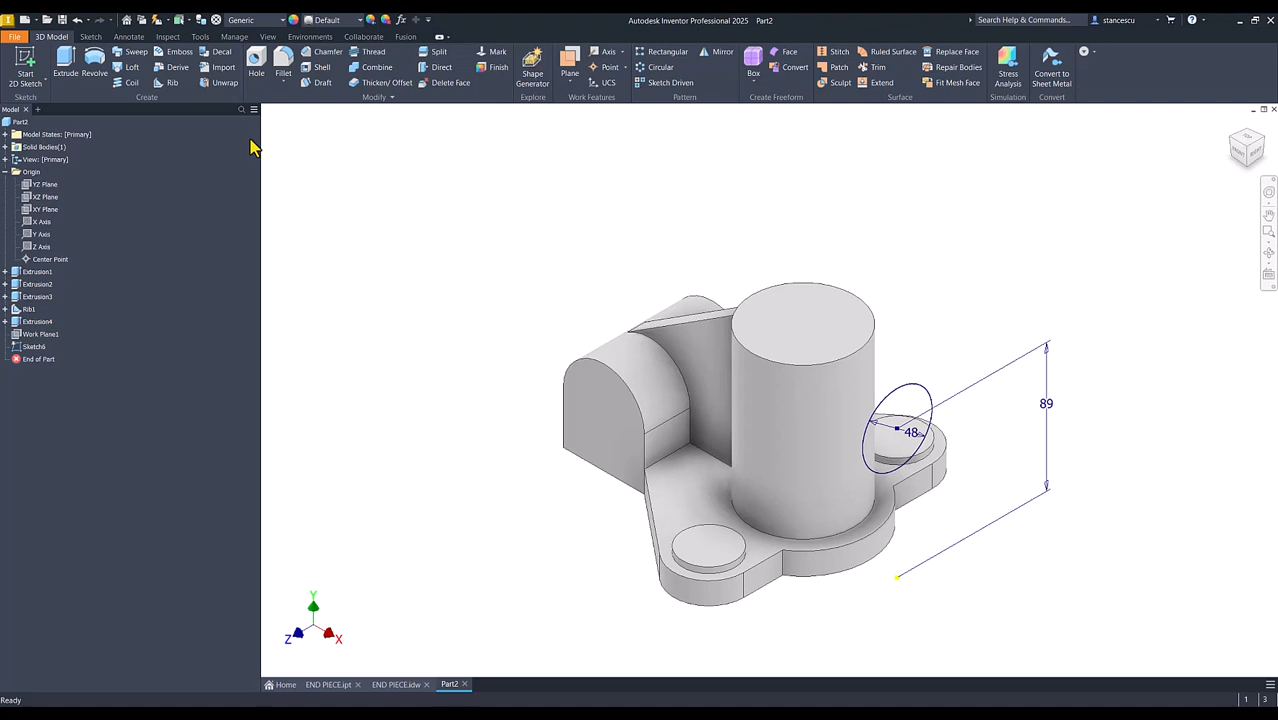 Generic
Default
Autodesk Inventor Professional 2025 Part2
Search Help & Commands...
stancescu
File
3D Model
Sketch
Annotate
Inspect
Tools
Manage
View
Environments
Collaborate
Fusion
Start
2D Sketch
Extrude
Revolve
Sweep
Emboss
Decal
Loft
Derive
Import
Coil
Rib
Unwrap
Hole
Fillet
Chamfer
Thread
Split
Mark
Shell
Combine
Direct
Finish
Draft
Thicken/ Offset
Delete Face
Shape
Generator
Plane
Axis
Point
UCS
Rectangular
Mirror
Circular
Sketch Driven
Box
Face
Convert
Stitch
Ruled Surface
Replace Face
Patch
Trim
Repair Bodies
Sculpt
Extend
Fit Mesh Face
Stress
Analysis
Convert to
Sheet Metal
Sketch
Create
Modify
Explore
Work Features
Pattern
Create Freeform
Surface
Simulation
Convert
Model
Part2
Model States: [Primary]
Solid Bodies(1)
View: [Primary]
Origin
YZ Plane
XZ Plane
XY Plane
X Axis
Y Axis
Z Axis
Center Point
Extrusion1
Extrusion2
Extrusion3
Rib1
Extrusion4
Work Plane1
Sketch6
End of Part
TOP
FRONT
RIGHT
89
48
Y
Z
X
Home
END PIECE.ipt
END PIECE.idw
Part2
Ready
1
3